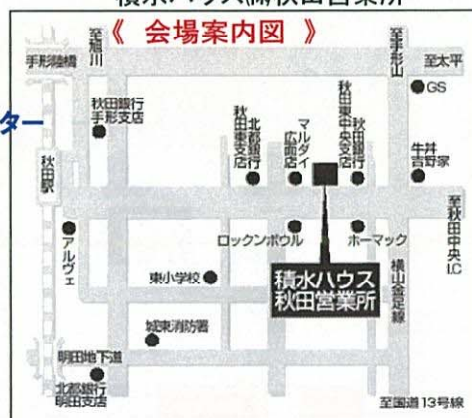 積水ハウス㈱秋田営業所
《 会場案内図 》
至旭川
至手形山
手形陸橋
至太平
GS
ター
秋田銀行
手形支店
北都銀行
秋田東支店
マルダイ
広面店
秋田銀行
秋田東中央支店
牛丼
吉野家
秋田駅
至秋田中央I.C
アルヴェ
ロックンボウル
ホーマック
横山金足線
東小学校
積水ハウス
秋田営業所
城東消防署
明田地下道
北都銀行
明田支店
至国道13号線